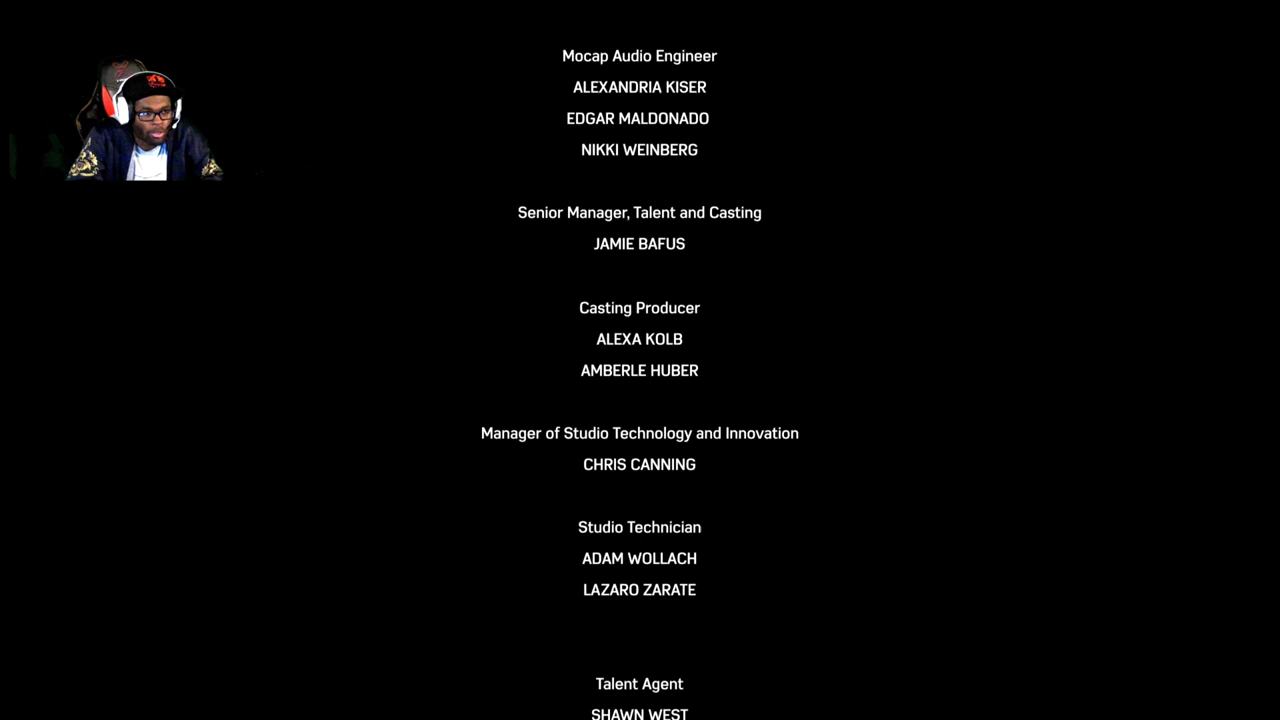 Mocap Audio Engineer
ALEXANDRIA KISER
EDGAR MALDONADO
NIKKI WEINBERG
Senior Manager, Talent and Casting
JAMIE BAFUS
Casting Producer
ALEXA KOLB
AMBERLE HUBER
Manager of Studio Technology and Innovation
CHRIS CANNING
Studio Technician
ADAM WOLLACH
LAZARO ZARATE
Talent Agent
SHAWN WEST